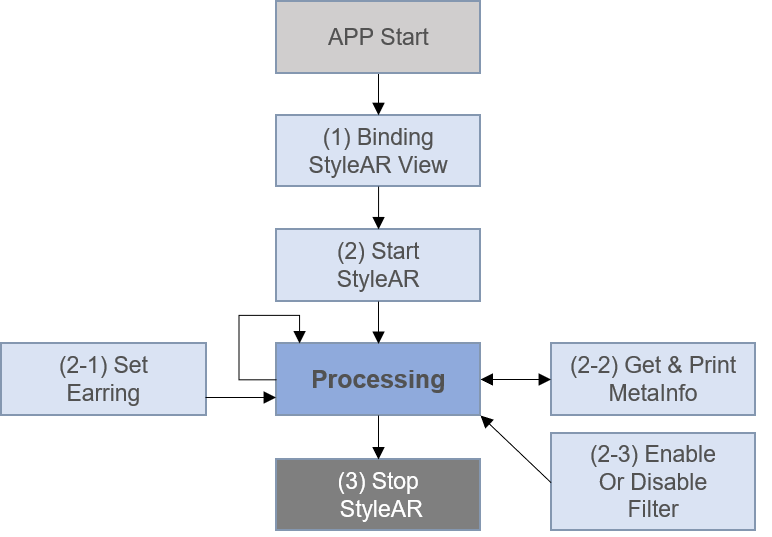 APP Start
(1) Binding
StyleAR View
(2) Start
StyleAR
(2-1) Set
Earring
Processing
(2-2) Get & Print
MetaInfo
(2-3) Enable
Or Disable
Filter
(3) Stop
StyleAR